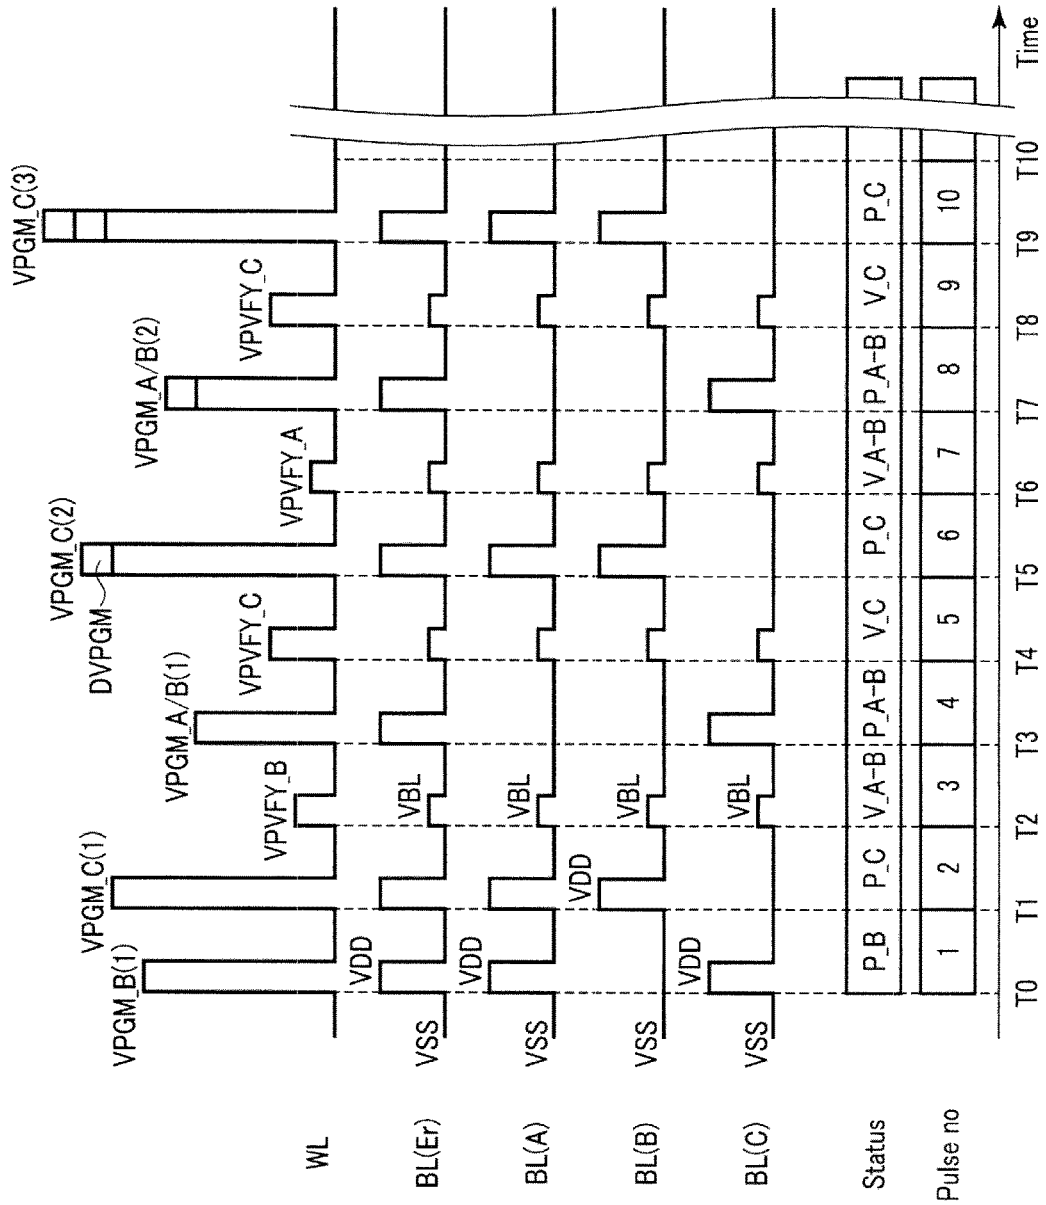 VPGM_B(1)
VPGM_C(1)
VPVFY_B
VPGM_A/B(1)
VPVFY_C
VPGM_C(2)
DVPGM
VPVFY_A
VPGM_A/B(2)
VPVFY_C
VPGM_C(3)
WL
BL(Er) VSS VDD VBL
BL(A) VSS VDD VBL
BL(B) VSS VDD VBL
BL(C) VSS VDD VBL
Status P_B P_C V_A-B P_A-B V_C P_C V_A-B P_A-B V_C P_C
Pulse no 1 2 3 4 5 6 7 8 9 10
T0 T1 T2 T3 T4 T5 T6 T7 T8 T9 T10 Time